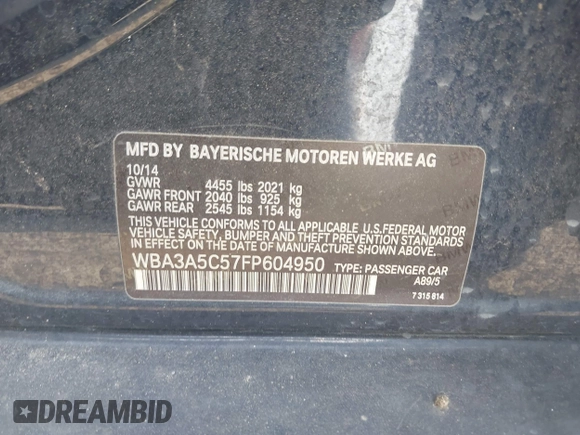 MFD BY BAYERISCHE MOTOREN WERKE AG
10/14
GVWR 4455 lbs 2021 kg
GAWR FRONT 2040 lbs 925 kg
GAWR REAR 2545 lbs 1154 kg
THIS VEHICLE CONFORMS TO ALL APPLICABLE U.S.FEDERAL MOTOR
VEHICLE SAFETY, BUMPER AND THEFT PREVENTION STANDARDS
IN EFFECT ON THE DATE OF MANUFACTURE SHOWN ABOVE.
WBA3A5C57FP604950 TYPE: PASSENGER CAR
A89/5
7 315 814
DREAMBID